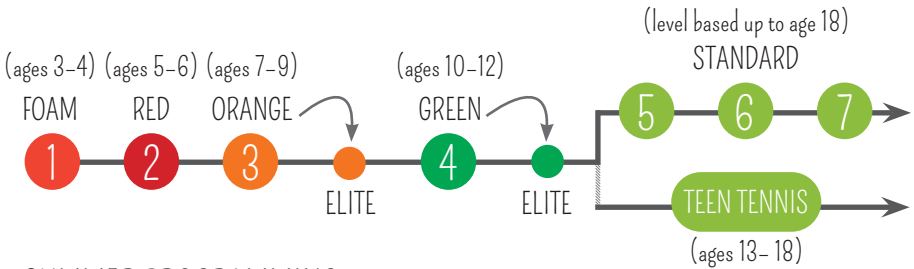 (level based up to age 18)
STANDARD
(ages 3–4) (ages 5–6) (ages 7–9) (ages 10–12)
FOAM RED ORANGE GREEN
5 6 7
1 2 3 4
ELITE ELITE
TEEN TENNIS
(ages 13– 18)